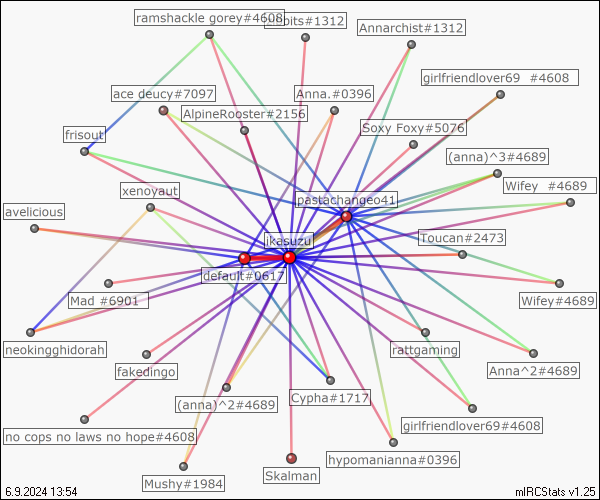 ramshackle gorey#4608
bits#1312
Annarchist#1312
girlfriendlover69 #4608
ace deucy#7097
Anna.#0396
AlpineRooster#2156
Soxy Foxy#5076
frisout
(anna)^3#4689
xenoyaut
Wifey #4689
pastachangeo41
avelicious
jkasuzu
Toucan#2473
default#0617
Mad #6901
Wifey#4689
neokingghidorah
rattgaming
fakedingo
Anna^2#4689
(anna)^2#4689
Cypha#1717
girlfriendlover69#4608
no cops no laws no hope#4608
hypomanianna#0396
Mushy#1984
Skalman
6.9.2024 13:54
mIRCStats v1.25